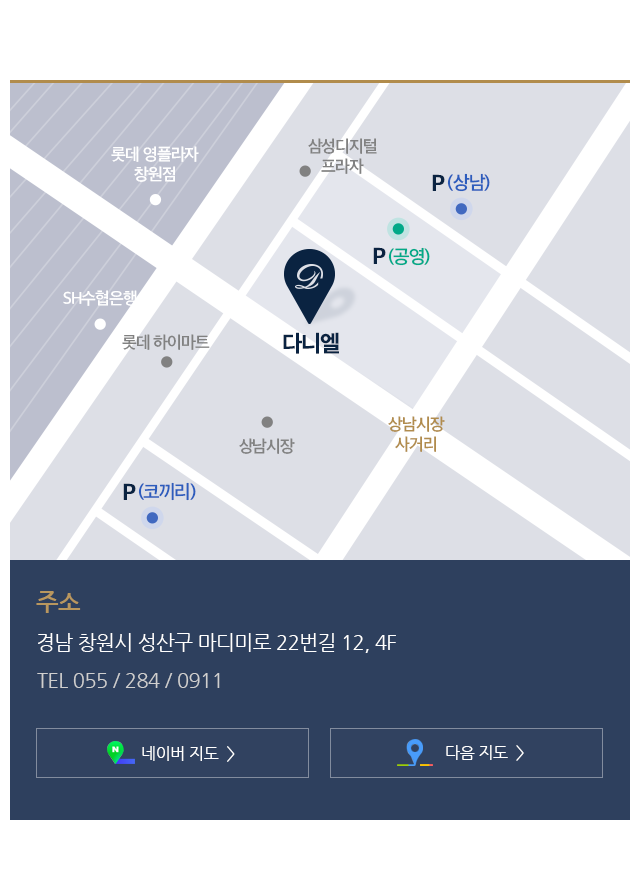 삼성디지털
프라자
롯데 영플라자
창원점
P (상남)
P (공영)
SH수협은행
롯데 하이마트
다니엘
상남시장
사거리
상남시장
P (코끼리)
주소
경남 창원시 성산구 마디미로 22번길 12, 4F
TEL 055 / 284 / 0911
N 네이버 지도 >
다음 지도 >